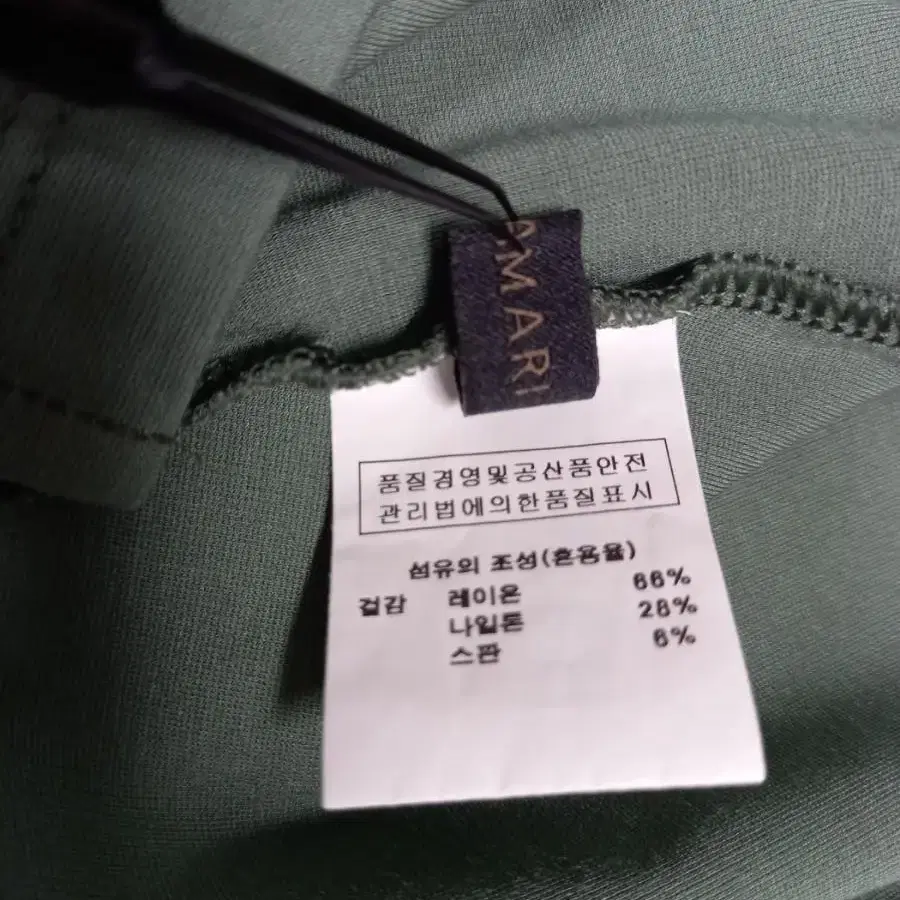 AMARI
품질경영및공산품안전
관리법에의한품질표시
섬유의 조성(혼용율)
겉감 레이온 66%
나일론 28%
스판 6%